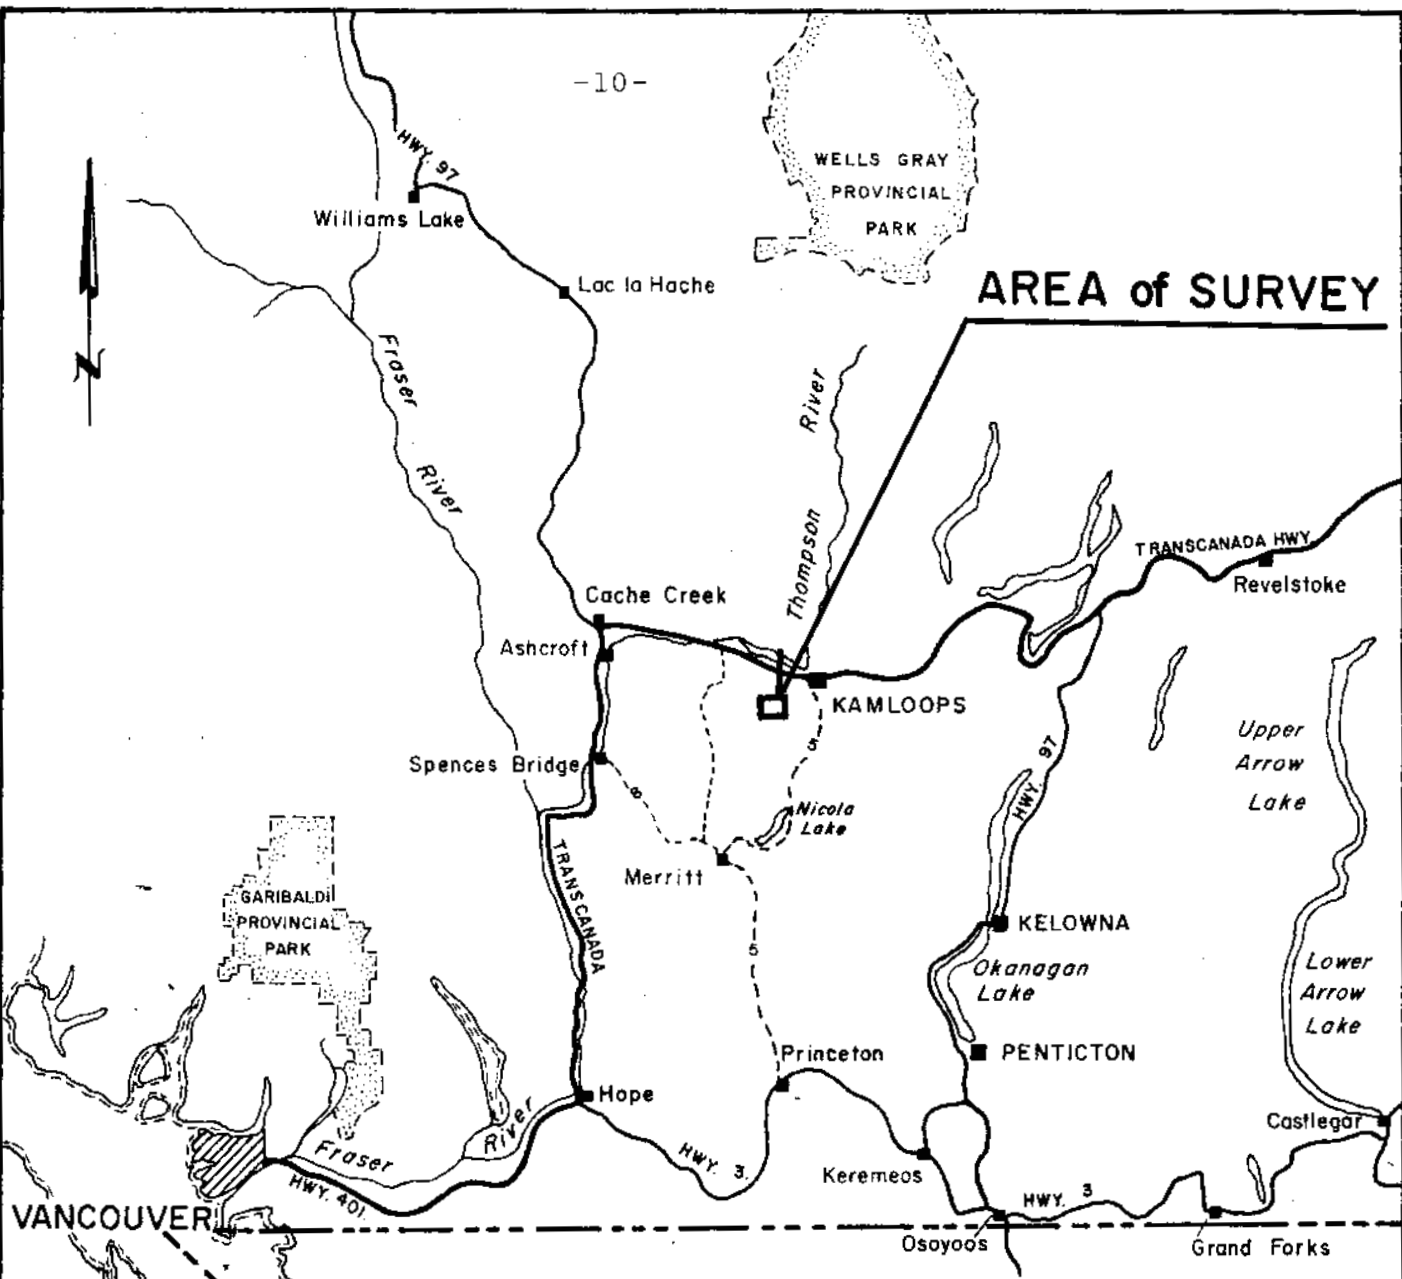 -10-
HWY. 97
WELLS GRAY
PROVINCIAL
PARK
Williams Lake
Lac la Hache
AREA of SURVEY
N
Fraser
River
River
Thompson
TRANSCANADA HWY.
Revelstoke
Cache Creek
Ashcroft
KAMLOOPS
Spences Bridge
5
8
Upper
Arrow
Lake
HWY. 97
Nicola
Lake
Merritt
TRANSCANADA
GARIBALDI
PROVINCIAL
PARK
KELOWNA
5
Okanagan
Lake
Lower
Arrow
Lake
Princeton
PENTICTON
Hope
Castlegar
Fraser
River
HWY. 3.
Keremeos
HWY. 401.
HWY. 3
VANCOUVER
Osoyoos
Grand Forks